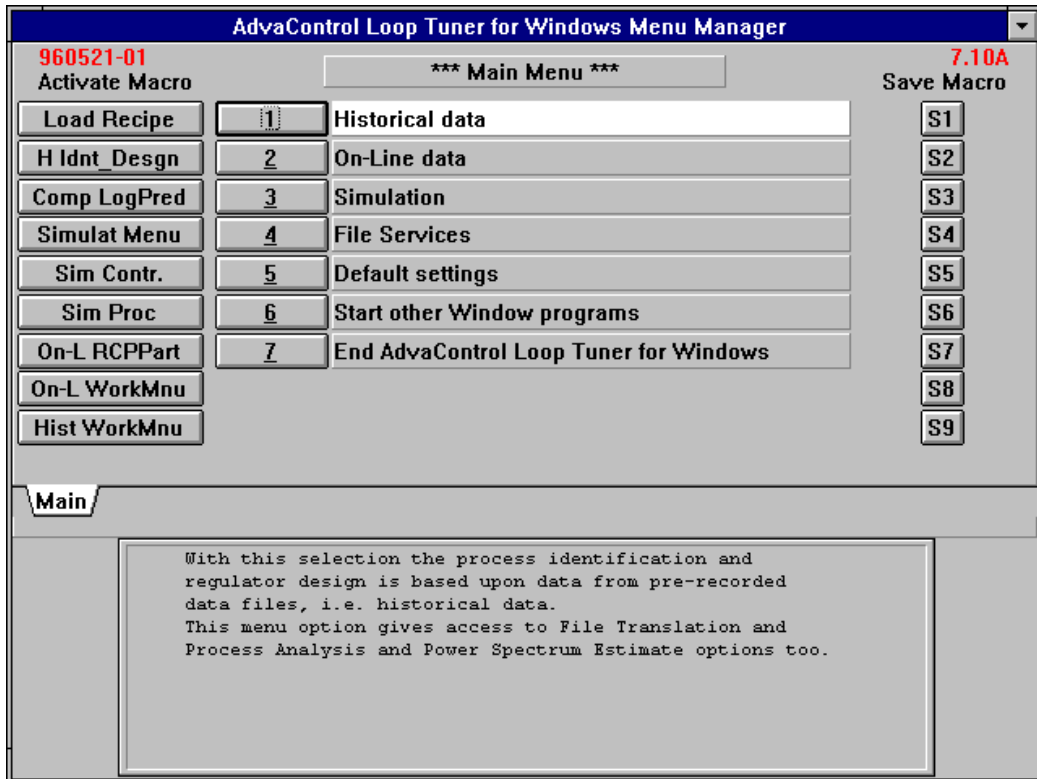 AdvaControl Loop Tuner for Windows Menu Manager
960521-01
*** Main Menu ***
7.10A
Activate Macro
Save Macro
Load Recipe
1
Historical data
S1
H Idnt_Desgn
2
On-Line data
S2
Comp LogPred
3
Simulation
S3
Simulat Menu
4
File Services
S4
Sim Contr.
5
Default settings
S5
Sim Proc
6
Start other Window programs
S6
On-L RCPPart
7
End AdvaControl Loop Tuner for Windows
S7
On-L WorkMnu
S8
Hist WorkMnu
S9
Main
With this selection the process identification and
regulator design is based upon data from pre-recorded
data files, i.e. historical data.
This menu option gives access to File Translation and
Process Analysis and Power Spectrum Estimate options too.